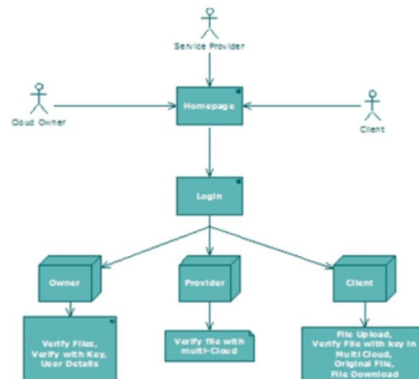 Service Provider
Cloud Owner
Homepage
Client
Login
Owner
Provider
Client
Verify Files,
Verify with Key,
User Details
Verify file with
multi-Cloud
File Upload,
Verify File with key in
Multi Cloud,
Original File,
File Download